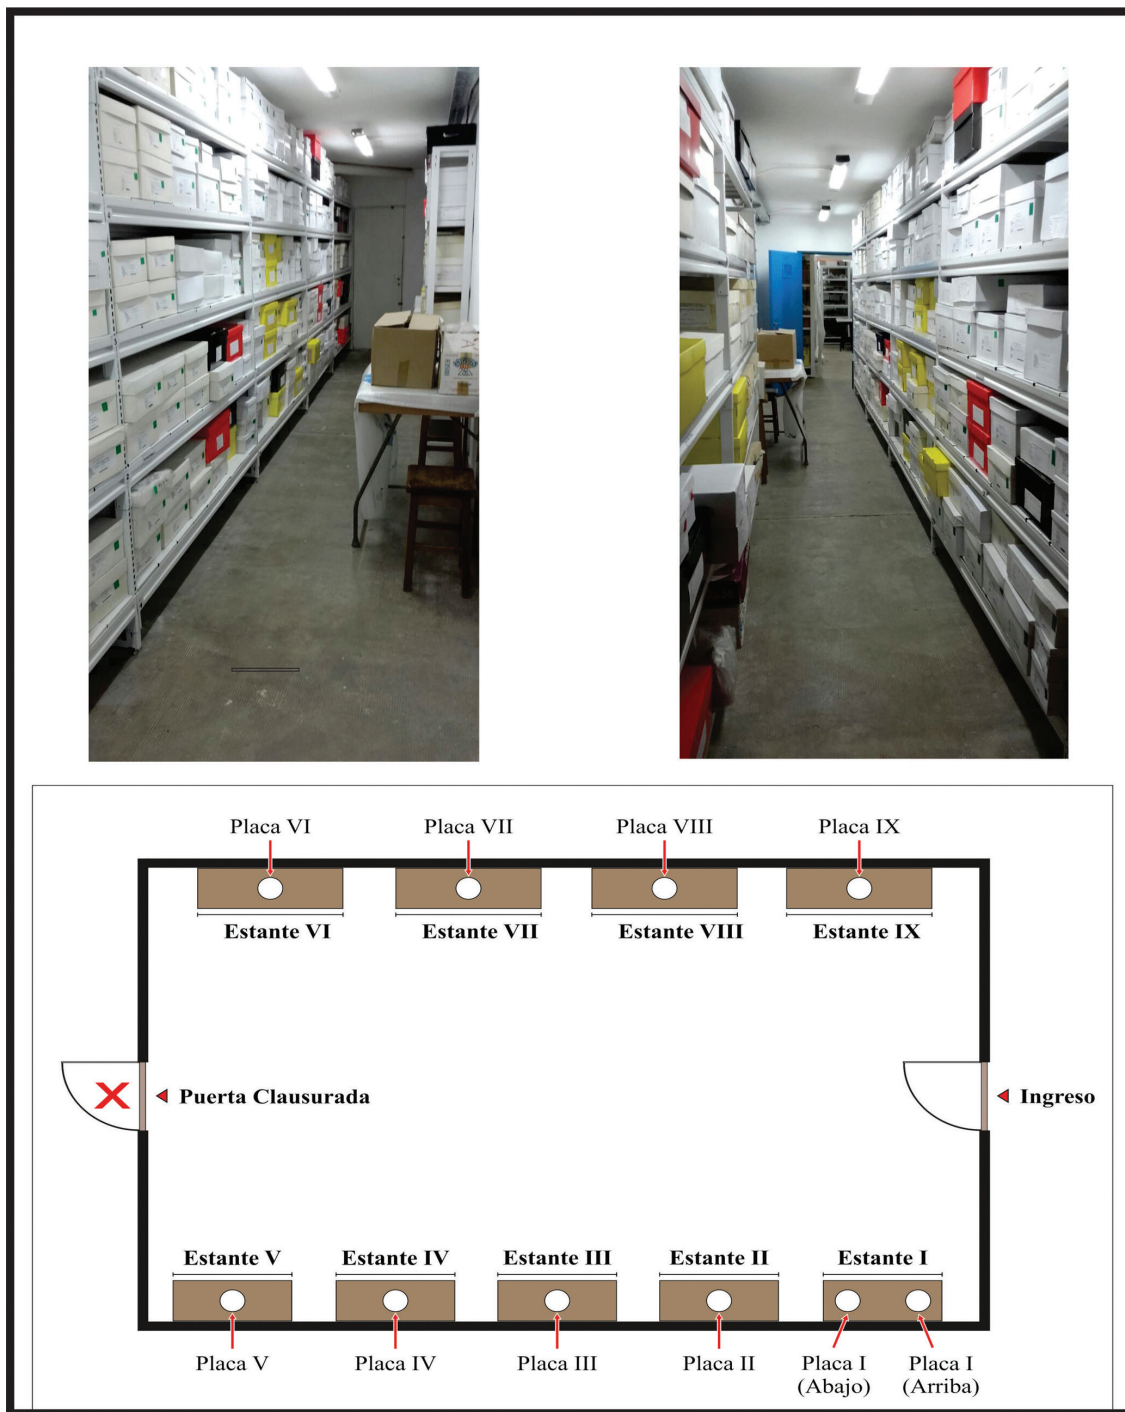 Placa VI
Placa VII
Placa VIII
Placa IX
Estante VI
Estante VII
Estante VIII
Estante IX
Puerta Clausurada
Ingreso
Estante V
Estante IV
Estante III
Estante II
Estante I
Placa V
Placa IV
Placa III
Placa II
Placa I
(Abajo)
Placa I
(Arriba)